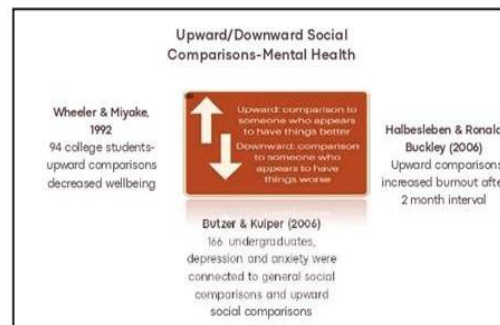 Upward/Downward Social
Comparisons-Mental Health
Wheeler & Miyake,
1992
94 college students-
upward comparisons
decreased wellbeing
Upward: comparison to
someone who appears
to have things better
Downward: comparison
to someone who
appears to have
things worse
Halbesleben & Ronald
Buckley (2006)
Upward comparisons
increased burnout after
2 month interval
Butzer & Kuiper (2006)
166 undergraduates,
depression and anxiety were
connected to general social
comparisons and upward
social comparisons